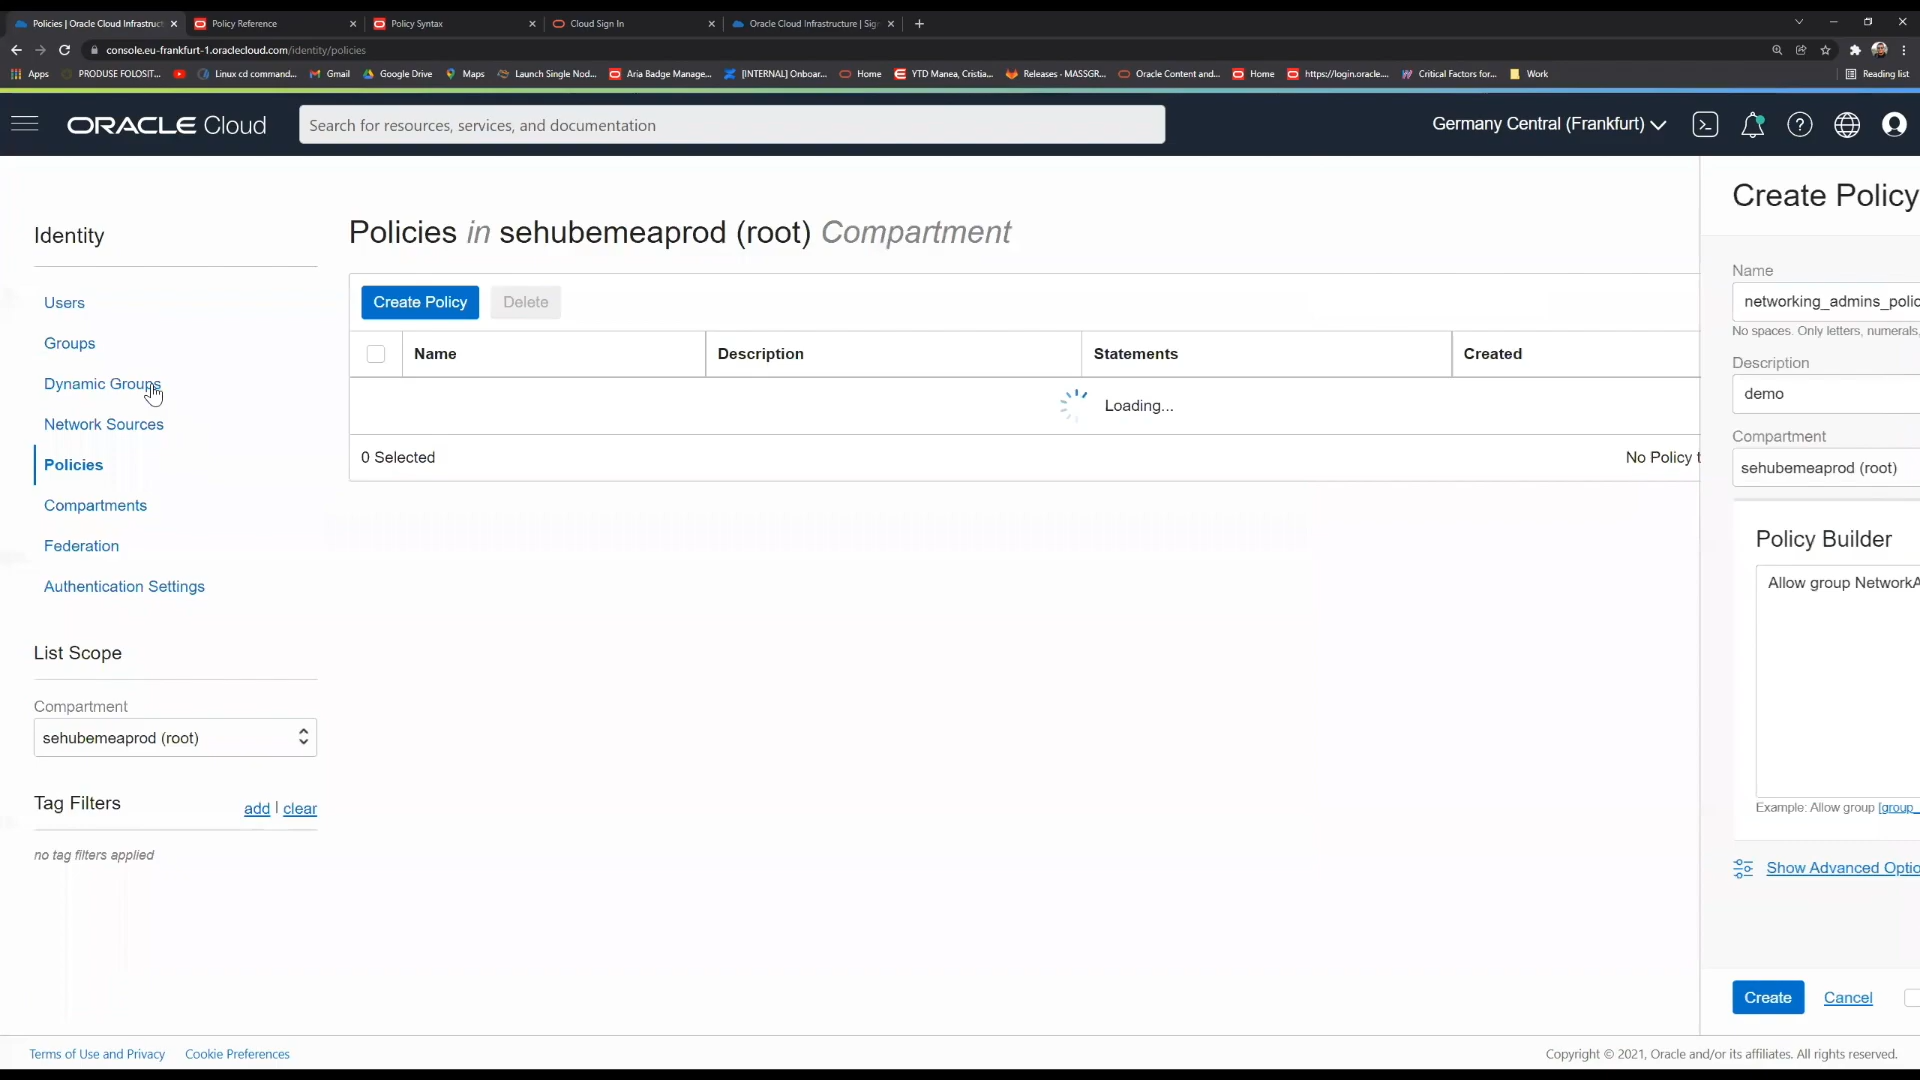 Policies | Oracle Cloud Infrastruct
Policy Reference
Policy Syntax
Cloud Sign In
Oracle Cloud Infrastructure | Sig
console.eu-frankfurt-1.oraclecloud.com/identity/policies
Apps
PRODUSE FOLOSIT...
Linux cd command...
Gmail
Google Drive
Maps
Launch Single Nod...
Aria Badge Manage...
[INTERNAL] Onboar...
Home
YTD Manea, Cristia...
Releases - MASSGR...
Oracle Content and...
Home
https://login.oracle....
Critical Factors for...
Work
Reading list
ORACLE Cloud
Search for resources, services, and documentation
Germany Central (Frankfurt)
Identity
Users
Groups
Dynamic Groups
Network Sources
Policies
Compartments
Federation
Authentication Settings
List Scope
Compartment
sehubemeaprod (root)
Tag Filters
add | clear
no tag filters applied
Policies in sehubemeaprod (root) Compartment
Create Policy
Delete
Name
Description
Statements
Created
Loading...
0 Selected
No Policy t
Create Policy
Name
networking_admins_polic
No spaces. Only letters, numerals,
Description
demo
Compartment
sehubemeaprod (root)
Policy Builder
Allow group NetworkA
Example: Allow group [group_
Show Advanced Optio
Create
Cancel
Terms of Use and Privacy
Cookie Preferences
Copyright © 2021, Oracle and/or its affiliates. All rights reserved.